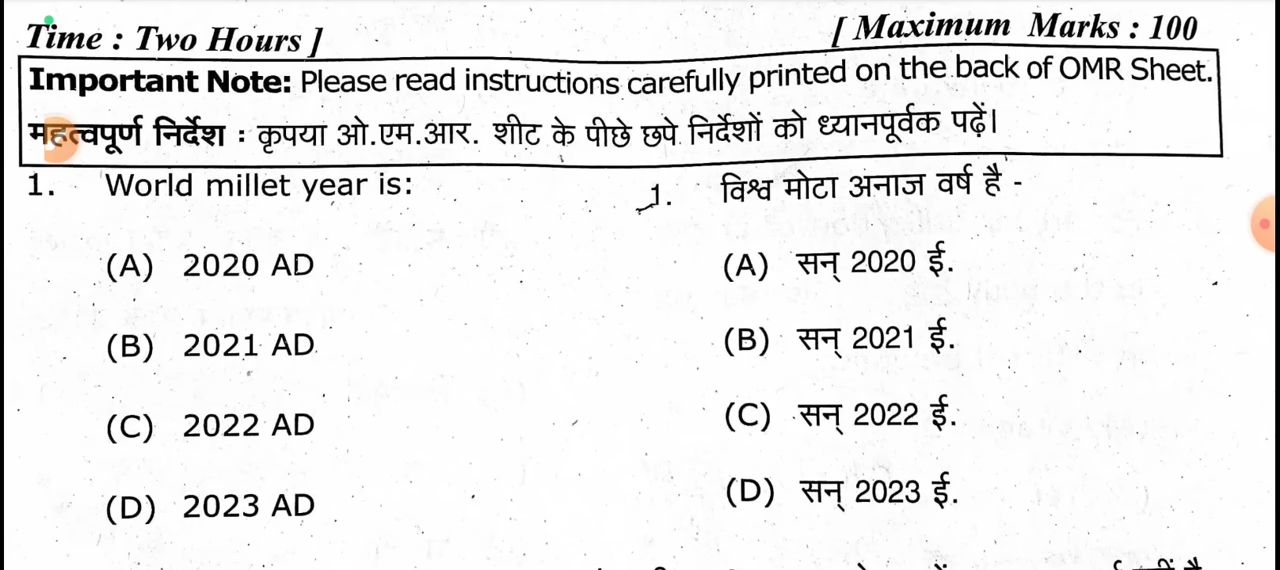 Time : Two Hours ]
[ Maximum Marks : 100
Important Note: Please read instructions carefully printed on the back of OMR Sheet.
महत्वपूर्ण निर्देश : कृपया ओ.एम.आर. शीट के पीछे छपे निर्देशों को ध्यानपूर्वक पढ़ें।
1. World millet year is:
(A) 2020 AD
(B) 2021 AD
(C) 2022 AD
(D) 2023 AD
1. विश्व मोटा अनाज वर्ष है -
(A) सन् 2020 ई.
(B) सन् 2021 ई.
(C) सन् 2022 ई.
(D) सन् 2023 ई.